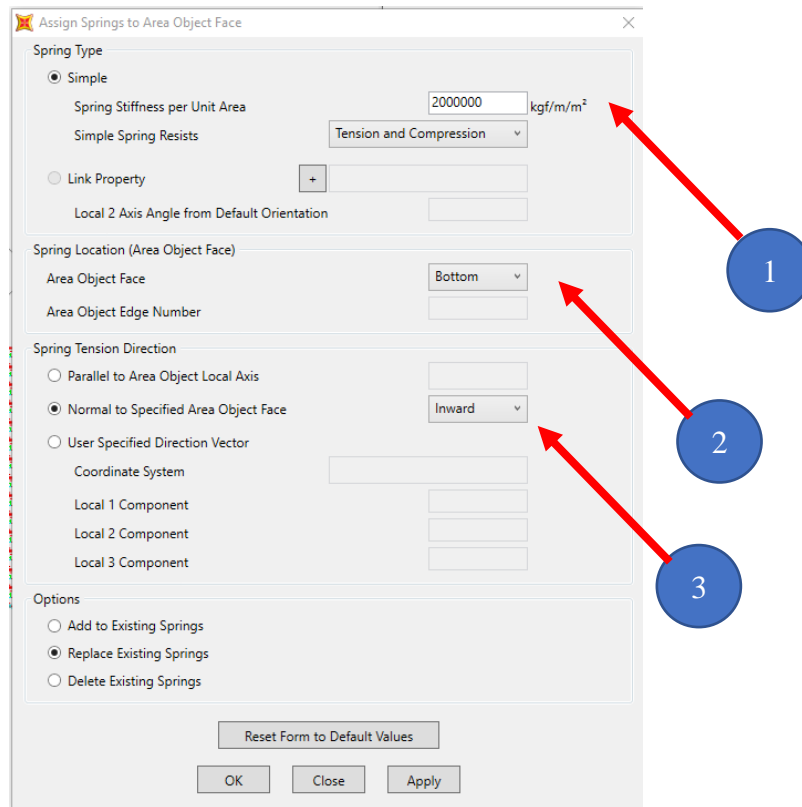 Assign Springs to Area Object Face
Spring Type
Simple
Spring Stiffness per Unit Area 2000000 kgf/m/m²
Simple Spring Resists Tension and Compression
Link Property +
Local 2 Axis Angle from Default Orientation
1
Spring Location (Area Object Face)
Area Object Face Bottom
Area Object Edge Number
2
Spring Tension Direction
Parallel to Area Object Local Axis
Normal to Specified Area Object Face Inward
User Specified Direction Vector
Coordinate System
Local 1 Component
Local 2 Component
Local 3 Component
3
Options
Add to Existing Springs
Replace Existing Springs
Delete Existing Springs
Reset Form to Default Values
OK Close Apply